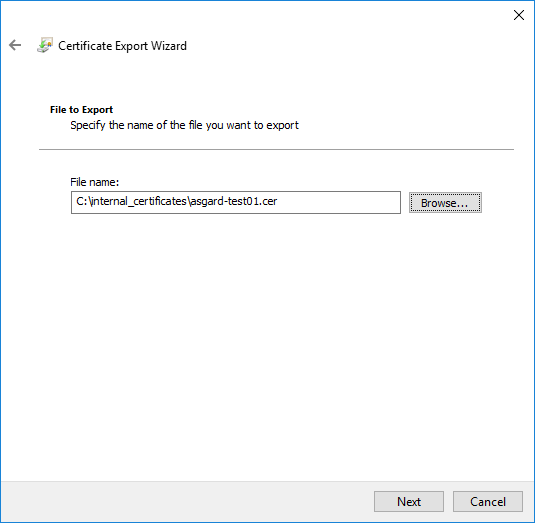 Certificate Export Wizard
File to Export
Specify the name of the file you want to export
File name:
C:\internal_certificates\asgard-test01.cer
Browse...
Next
Cancel